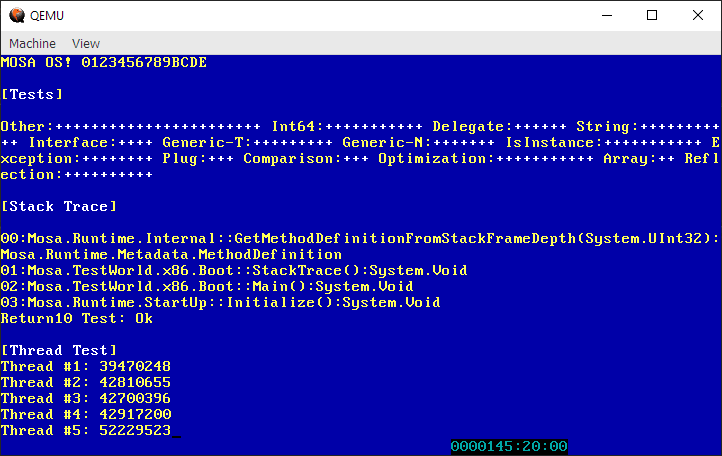 QEMU
Machine View
MOSA OS! 0123456789BCDE
[Tests]
Other:+++++++++++++++++++++++ Int64:+++++++++++ Delegate:++++++ String:+++++++++
++ Interface:++++ Generic-T:+++++++++ Generic-N:+++++++ IsInstance:+++++++++++ E
xception:++++++++ Plug:+++ Comparison:+++ Optimization:+++++++++++ Array:++ Refl
ection:++++++++++
[Stack Trace]
00:Mosa.Runtime.Internal::GetMethodDefinitionFromStackFrameDepth(System.UInt32):
Mosa.Runtime.Metadata.MethodDefinition
01:Mosa.TestWorld.x86.Boot::StackTrace():System.Void
02:Mosa.TestWorld.x86.Boot::Main():System.Void
03:Mosa.Runtime.StartUp::Initialize():System.Void
Return10 Test: Ok
[Thread Test]
Thread #1: 39470248
Thread #2: 42810655
Thread #3: 42700396
Thread #4: 42917200
Thread #5: 52229523_
0000145:20:00